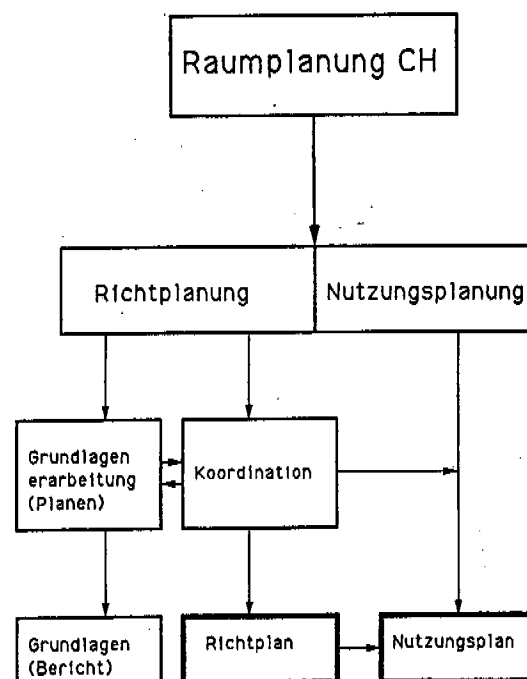 Raumplanung CH
Richtplanung
Nutzungsplanung
Grundlagen
erarbeitung
(Planen)
Koordination
Grundlagen
(Bericht)
Richtplan
Nutzungsplan